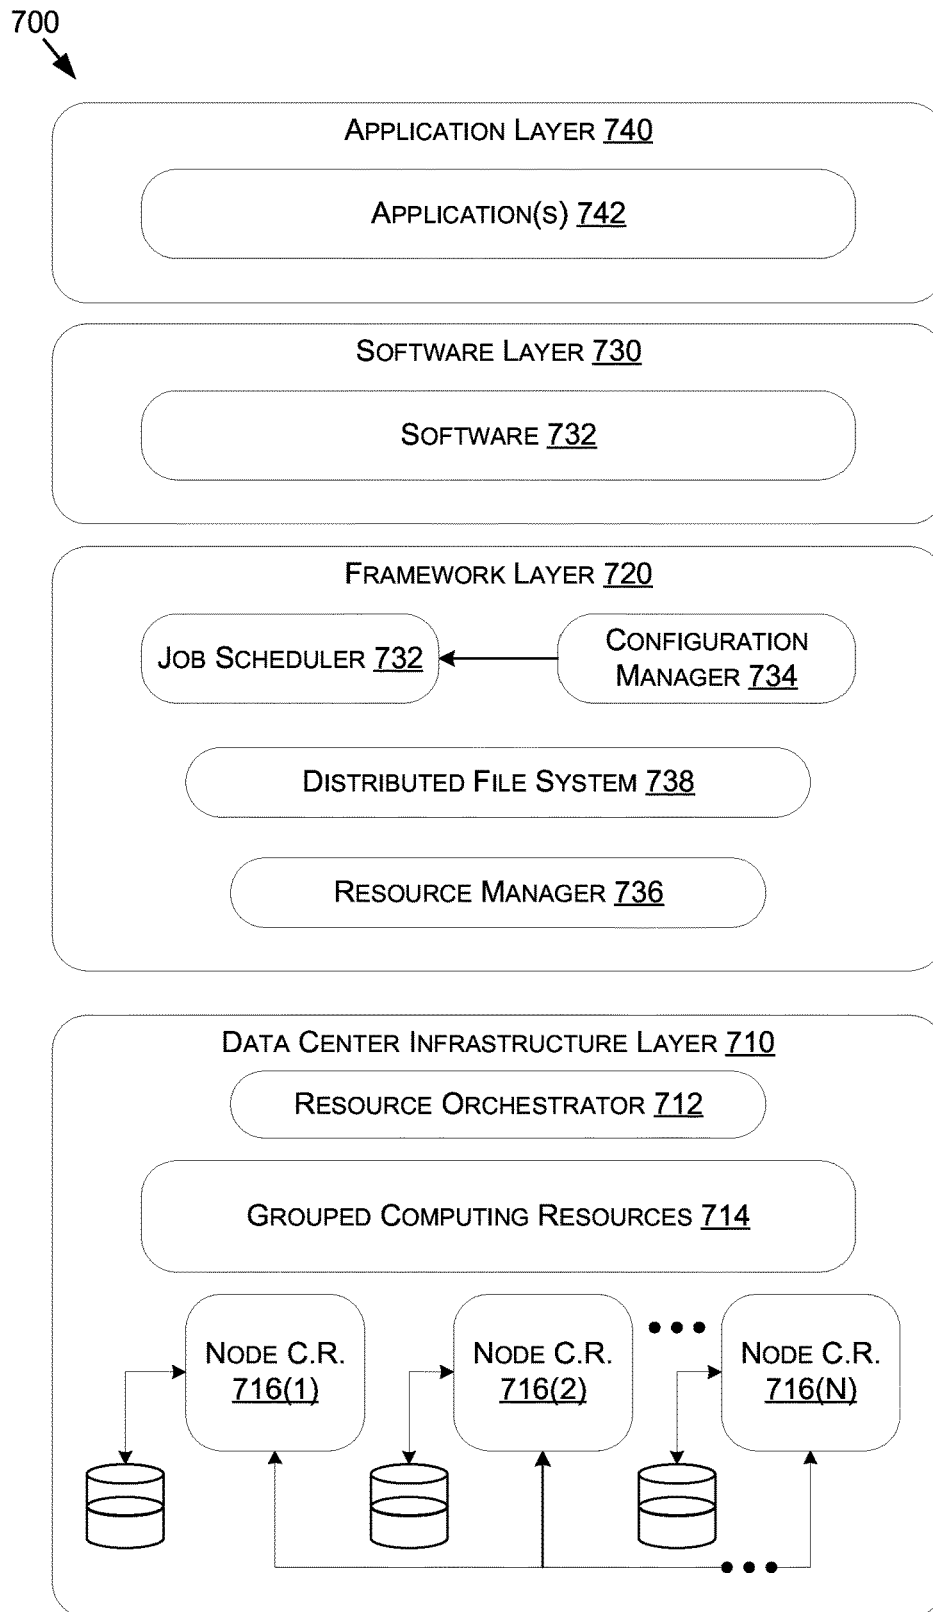 700
APPLICATION LAYER 740
APPLICATION(S) 742
SOFTWARE LAYER 730
SOFTWARE 732
FRAMEWORK LAYER 720
JOB SCHEDULER 732
CONFIGURATION
MANAGER 734
DISTRIBUTED FILE SYSTEM 738
RESOURCE MANAGER 736
DATA CENTER INFRASTRUCTURE LAYER 710
RESOURCE ORCHESTRATOR 712
GROUPED COMPUTING RESOURCES 714
NODE C.R.
716(1)
NODE C.R.
716(2)
NODE C.R.
716(N)